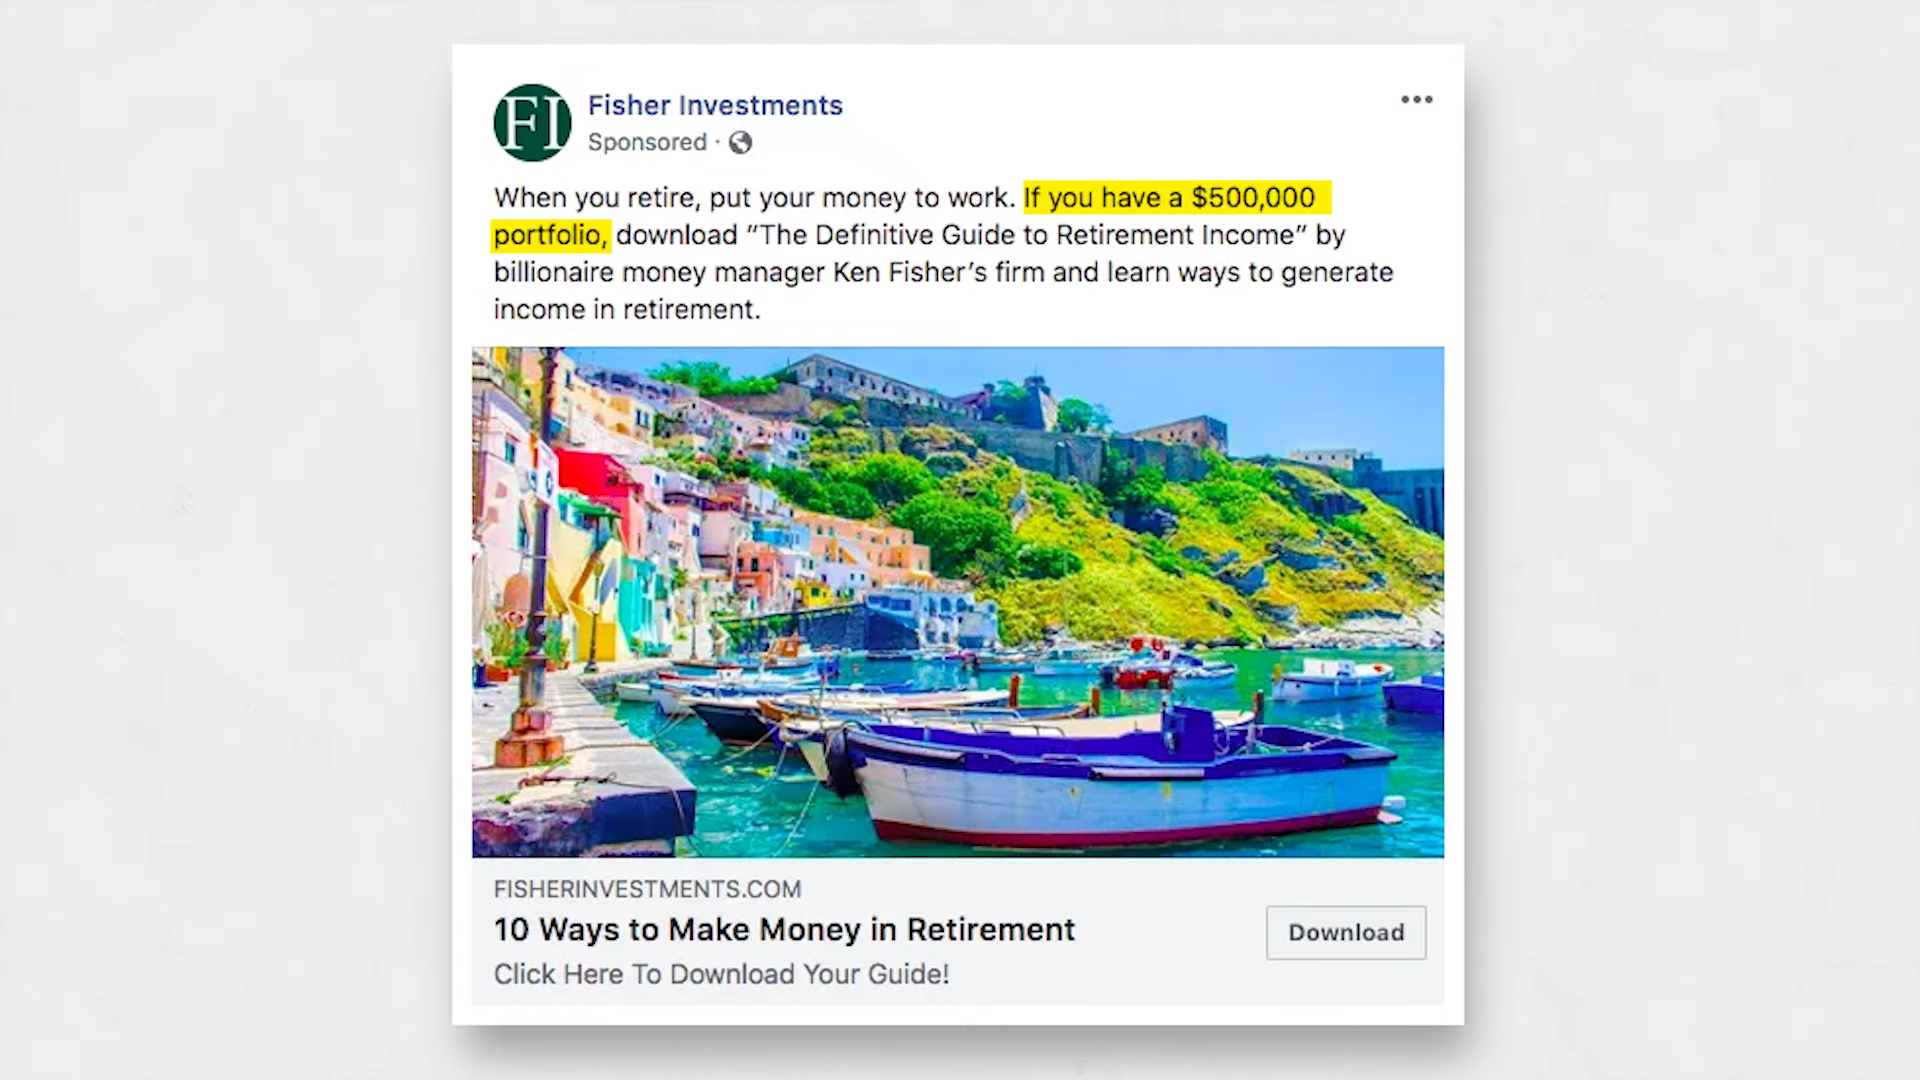 FI
Fisher Investments
Sponsored ·
When you retire, put your money to work. If you have a $500,000
portfolio, download “The Definitive Guide to Retirement Income” by
billionaire money manager Ken Fisher’s firm and learn ways to generate
income in retirement.
FISHERINVESTMENTS.COM
10 Ways to Make Money in Retirement
Download
Click Here To Download Your Guide!